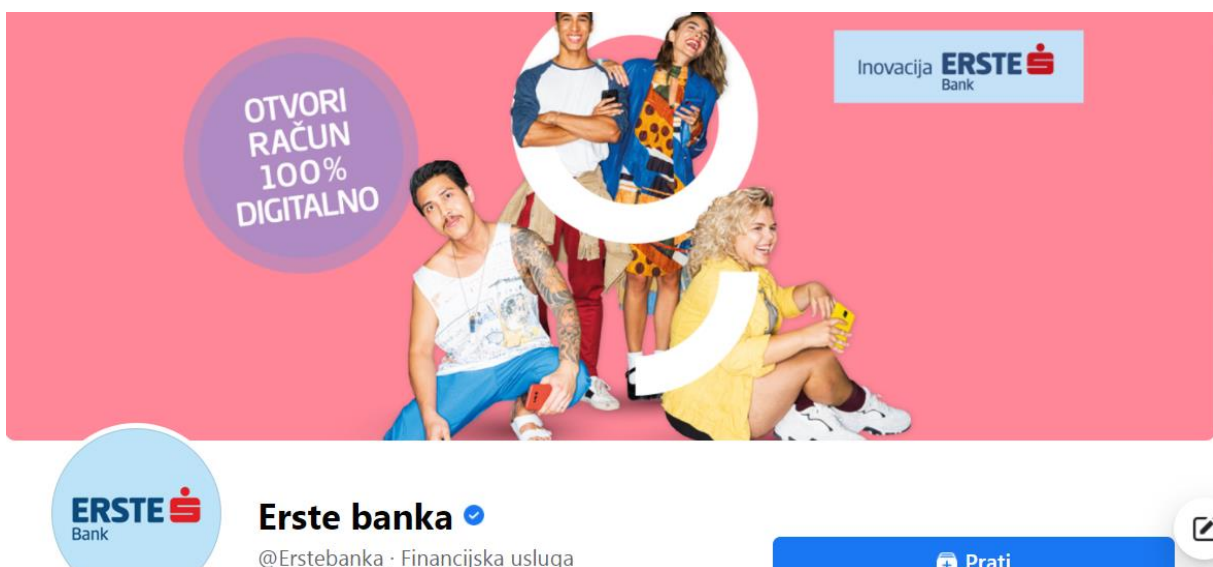 OTVORI
RAČUN
100%
DIGITALNO
Inovacija ERSTE
Bank
ERSTE
Bank
Erste banka
@Erstebanka · Financijska usluga
Prati